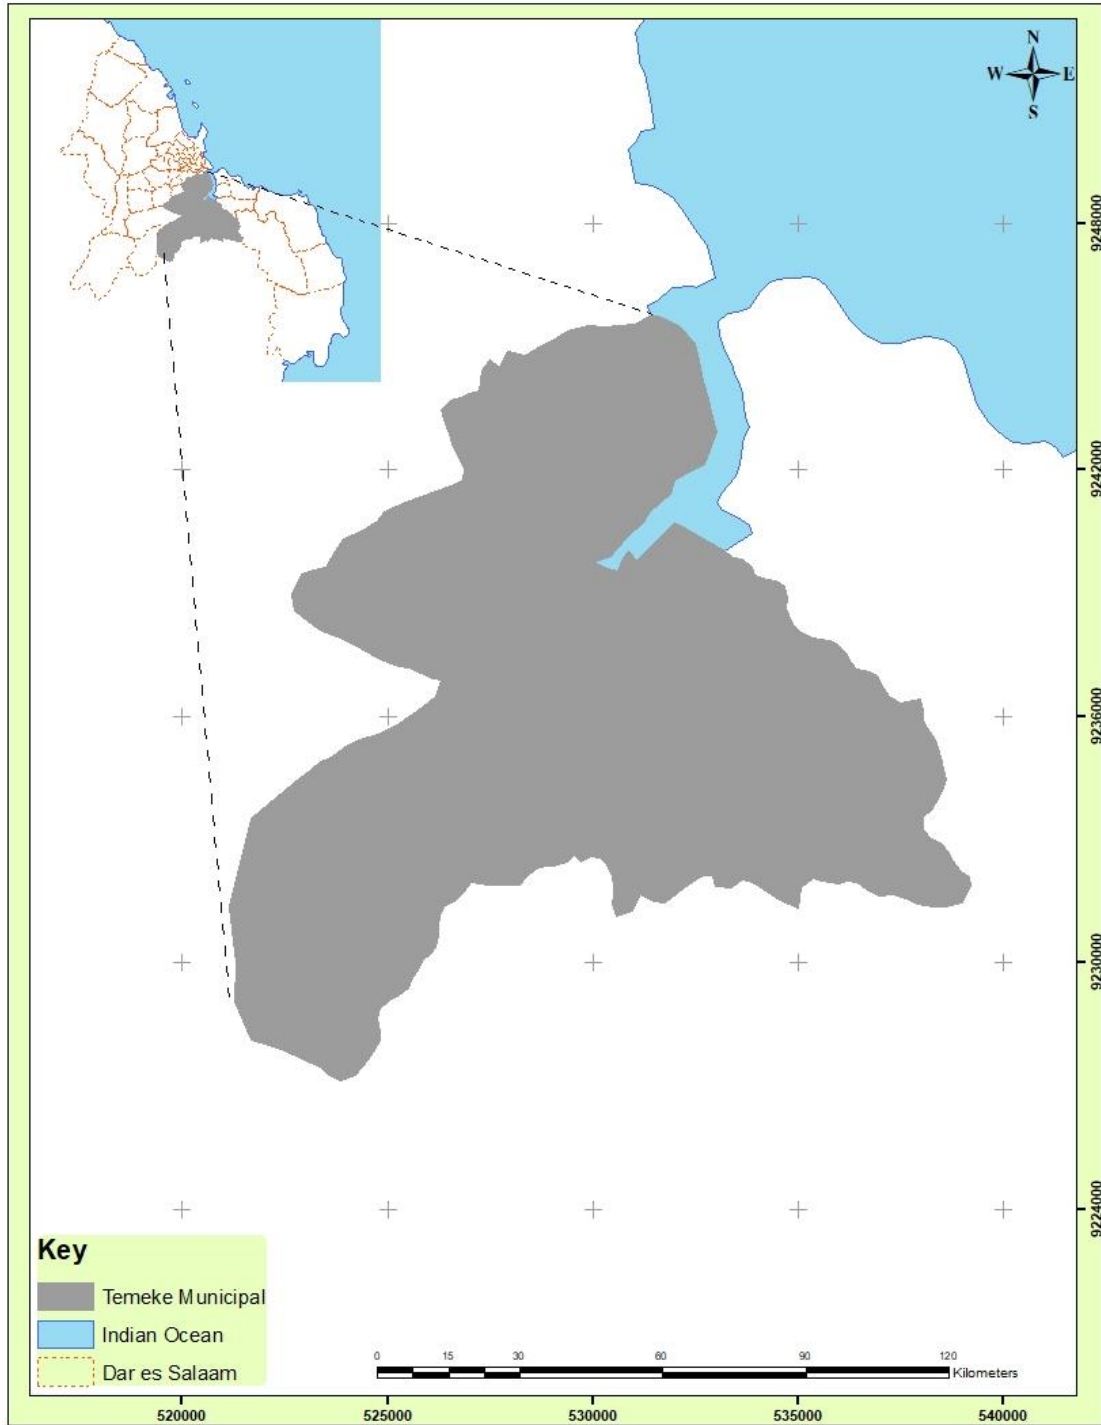 N
W E
S
9248000
9242000
9236000
9230000
9224000
Key
Temeke Municipal
Indian Ocean
Dar es Salaam
0 15 30 60 90 120
Kilometers
520000 525000 530000 535000 540000